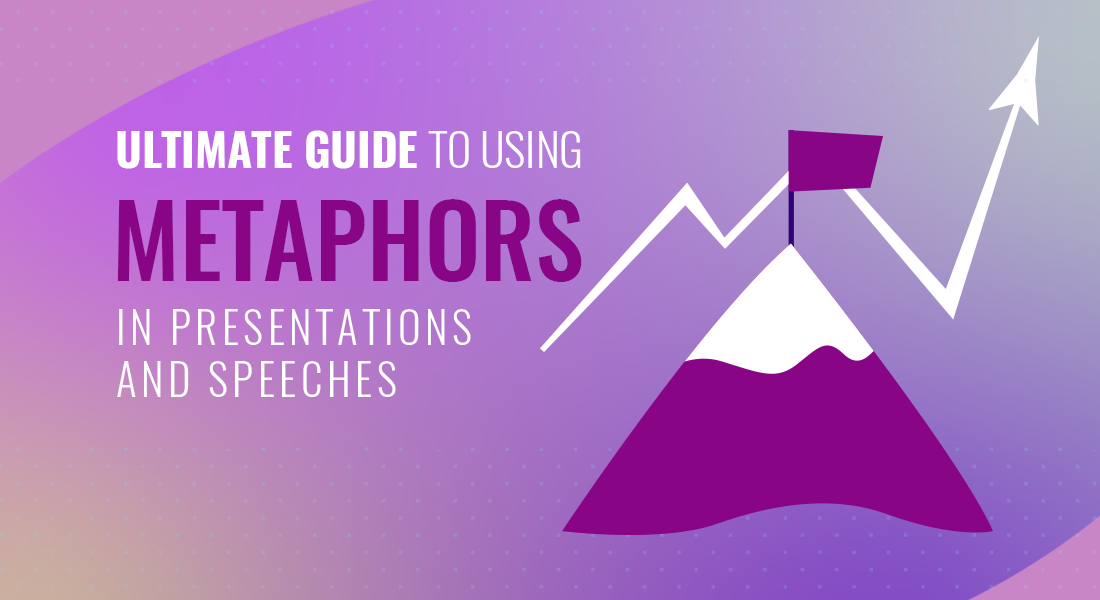 ULTIMATE GUIDE TO USING
METAPHORS
IN PRESENTATIONS
AND SPEECHES